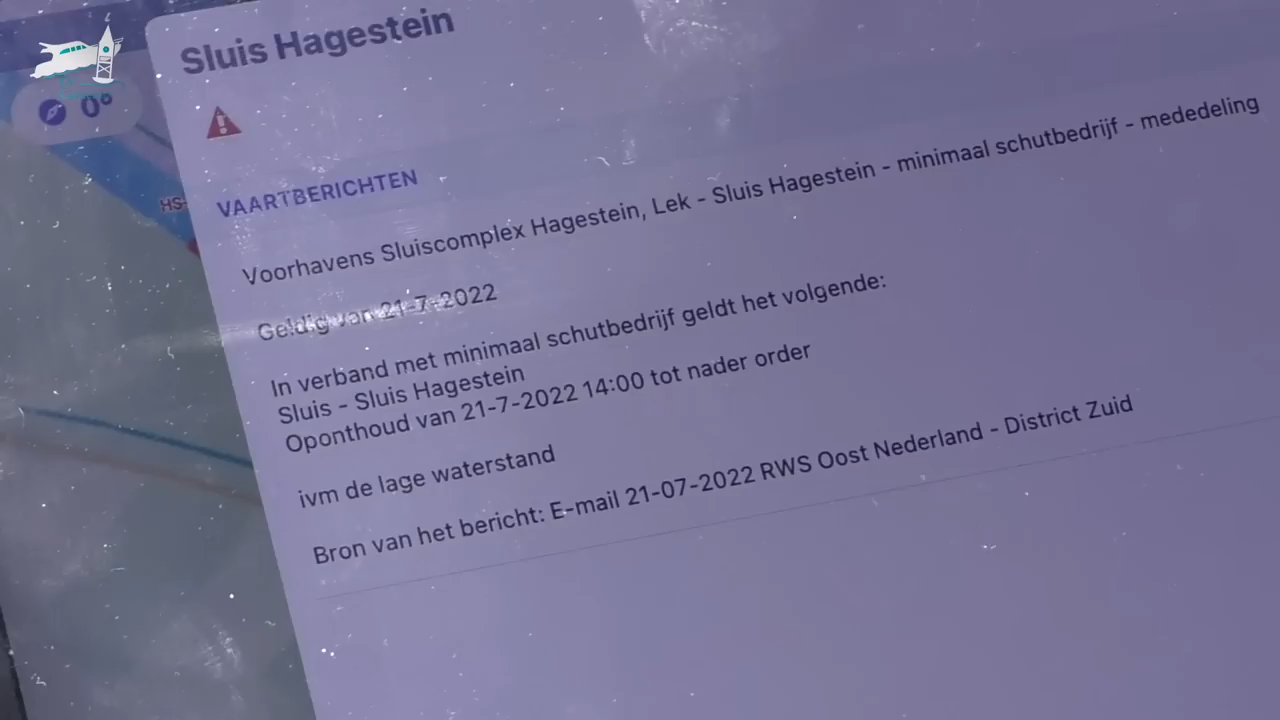 Sluis Hagestein
0°
HS-
VAARTBERICHTEN
Voorhavens Sluiscomplex Hagestein, Lek - Sluis Hagestein - minimaal schutbedrijf - mededeling
Geldig van 21-7-2022
In verband met minimaal schutbedrijf geldt het volgende:
Sluis - Sluis Hagestein
Oponthoud van 21-7-2022 14:00 tot nader order
ivm de lage waterstand
Bron van het bericht: E-mail 21-07-2022 RWS Oost Nederland - District Zuid